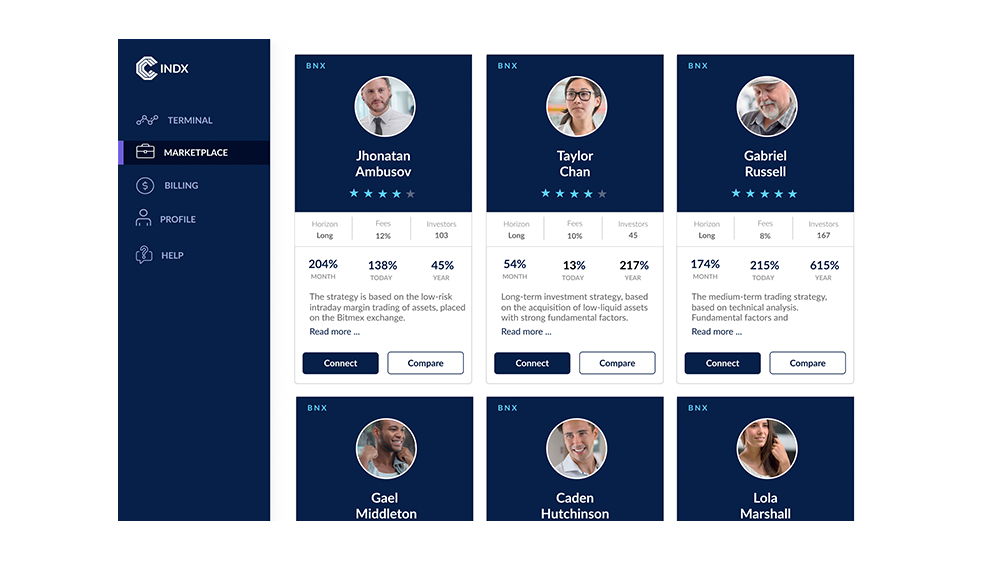 INDX
TERMINAL
MARKETPLACE
BILLING
PROFILE
HELP
BNX
Jhonatan
Ambusov
Horizon Fees Investors
Long 12% 103
204% 138% 45%
MONTH TODAY YEAR
The strategy is based on the low-risk
intraday margin trading of assets, placed
on the Bitmex exchange.
Read more ...
Connect Compare
BNX
Taylor
Chan
Horizon Fees Investors
Long 10% 45
54% 13% 217%
MONTH TODAY YEAR
Long-term investment strategy, based
on the acquisition of low-liquid assets
with strong fundamental factors.
Read more ...
Connect Compare
BNX
Gabriel
Russell
Horizon Fees Investors
Long 8% 167
174% 215% 615%
MONTH TODAY YEAR
The medium-term trading strategy,
based on technical analysis.
Fundamental factors and
Read more ...
Connect Compare
BNX
Gael
Middleton
BNX
Caden
Hutchinson
BNX
Lola
Marshall